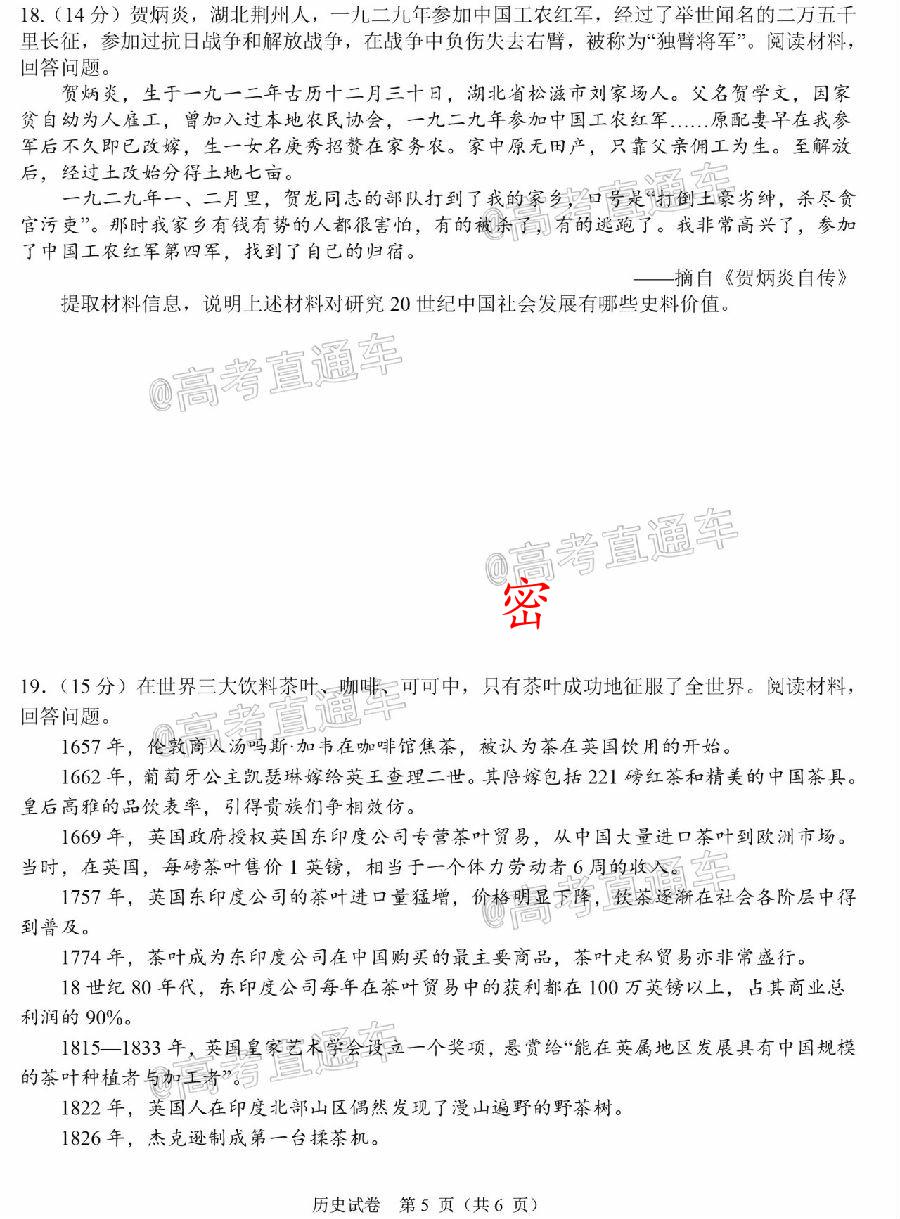 18.（14 分）贺炳炎，湖北荆州人，一九二九年参加中国工农红军，经过了举世闻名的二万五千
里长征，参加过抗日战争和解放战争，在战争中负伤失去右臂，被称为“独臂将军”。阅读材料，
回答问题。
贺炳炎，生于一九一二年古历十二月三十日，湖北省松滋市刘家场人。父名贺学文，因家
贫自幼为人雇工，曾加入过本地农民协会，一九二九年参加中国工农红军……原配妻早在我参
军后不久即已改嫁，生一女名庚秀招赘在家务农。家中原无田产，只靠父亲佣工为生。至解放
后，经过土改始分得土地七亩。
一九二九年一、二月里，贺龙同志的部队打到了我的家乡，口号是“打倒土豪劣绅，杀尽贪
官污吏”。那时我家乡有钱有势的人都很害怕，有的被杀了，有的逃跑了。我非常高兴了，参加
了中国工农红军第四军，找到了自己的归宿。
——摘自《贺炳炎自传》
提取材料信息，说明上述材料对研究 20 世纪中国社会发展有哪些史料价值。
@高考直通车
@高考直通车
@高考直通车
密
19.（15 分）在世界三大饮料茶叶、咖啡、可可中，只有茶叶成功地征服了全世界。阅读材料，
回答问题。
1657 年，伦敦商人汤吗斯·加韦在咖啡馆焦茶，被认为茶在英国饮用的开始。
1662 年，葡萄牙公主凯瑟琳嫁给英王查理二世。其陪嫁包括 221 磅红茶和精美的中国茶具。
皇后高雅的品饮表率，引得贵族们争相效仿。
1669 年，英国政府授权英国东印度公司专营茶叶贸易，从中国大量进口茶叶到欧洲市场。
当时，在英国，每磅茶叶售价 1 英镑，相当于一个体力劳动者 6 周的收入。
1757 年，英国东印度公司的茶叶进口量猛增，价格明显下降，饮茶逐渐在社会各阶层中得
到普及。
1774 年，茶叶成为东印度公司在中国购买的最主要商品，茶叶走私贸易亦非常盛行。
18 世纪 80 年代，东印度公司每年在茶叶贸易中的获利都在 100 万英镑以上，占其商业总
利润的 90%。
1815—1833 年，英国皇家艺术学会设立一个奖项，悬赏给“能在英属地区发展具有中国规模
的茶叶种植者与加工者”。
1822 年，英国人在印度北部山区偶然发现了漫山遍野的野茶树。
1826 年，杰克逊制成第一台揉茶机。
@高考直通车
@高考直通车
@高考直通车
历史试卷 第 5 页（共 6 页）